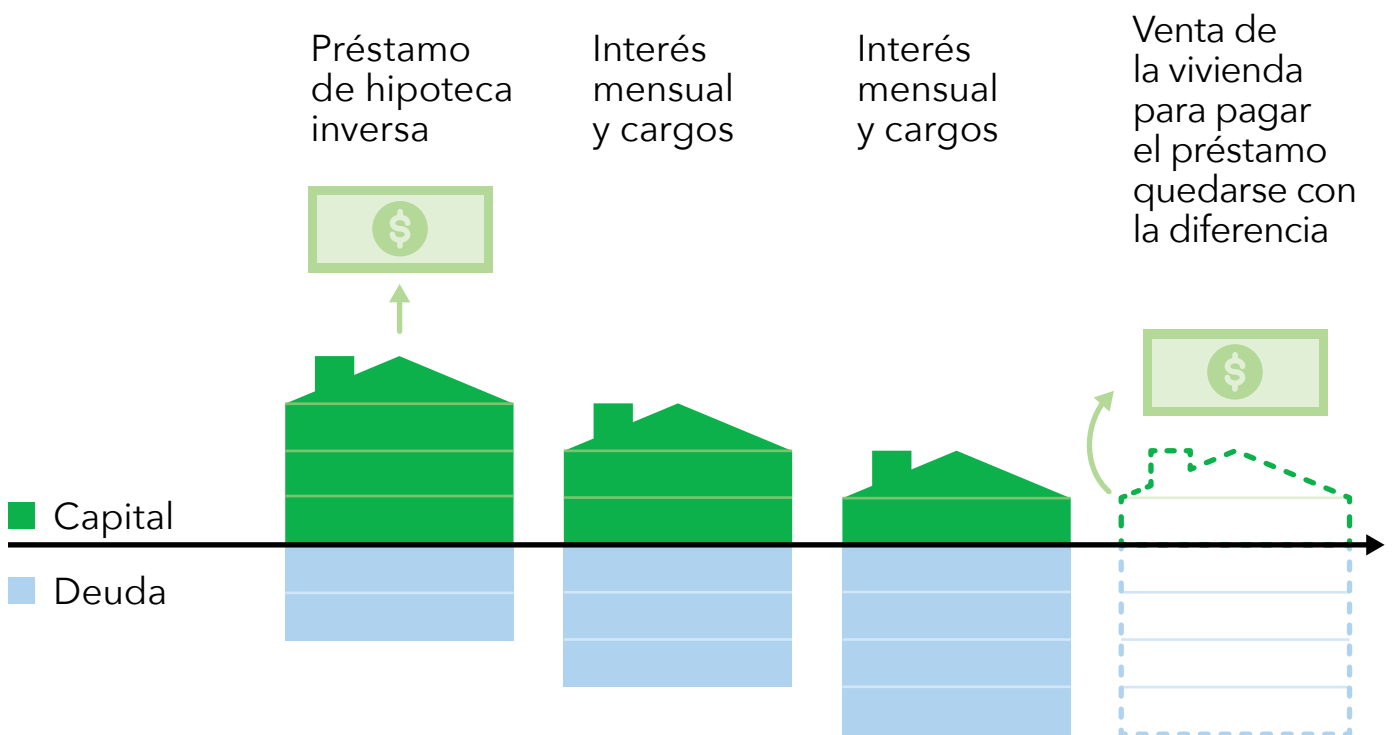 Préstamo
de hipoteca
inversa
Interés
mensual
y cargos
Interés
mensual
y cargos
Venta de
la vivienda
para pagar
el préstamo
quedarse con
la diferencia
$
$
Capital
Deuda